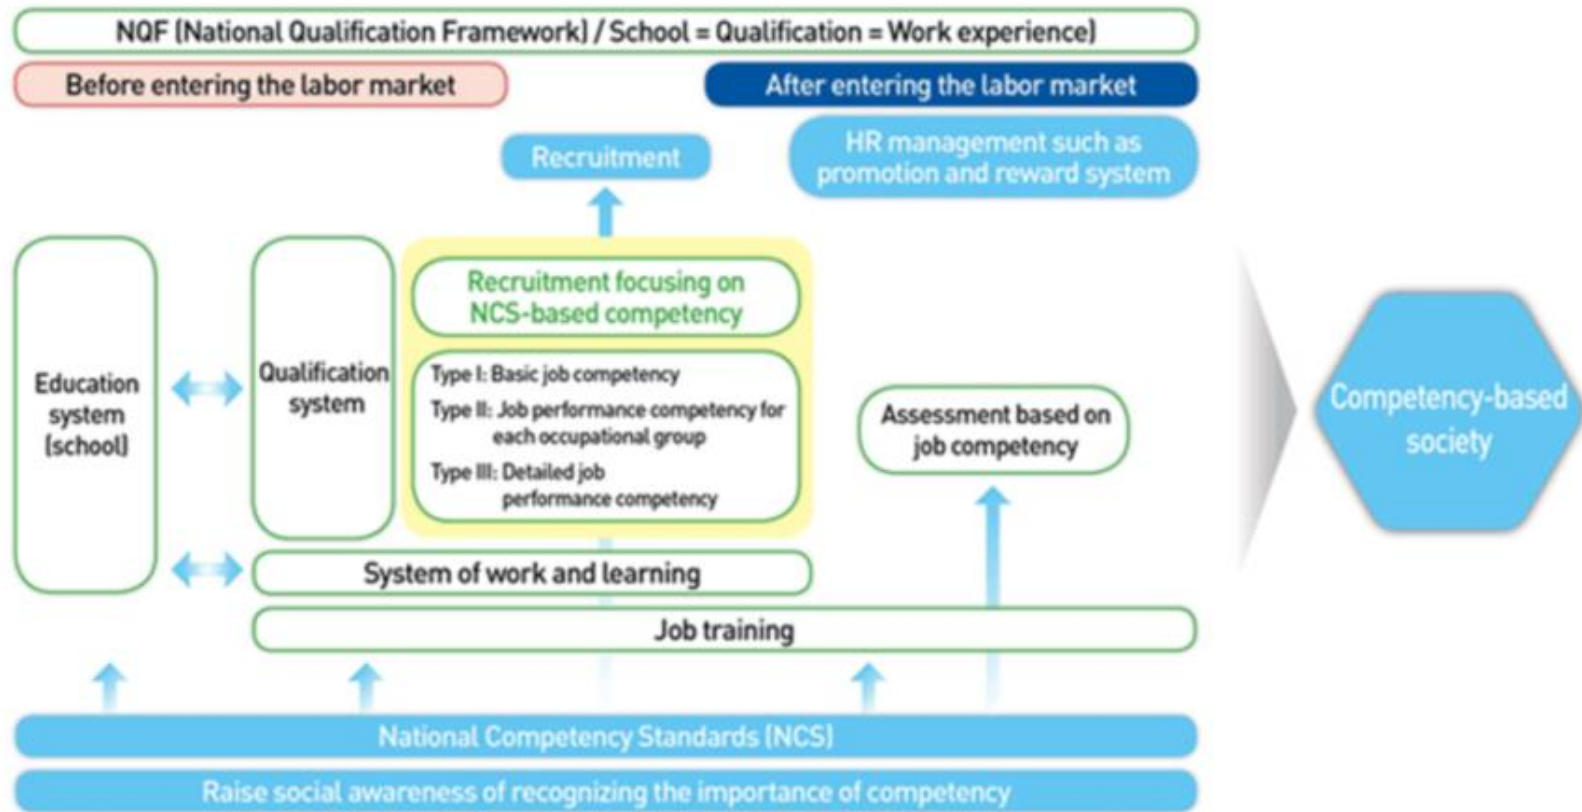 NQF (National Qualification Framework) / School = Qualification = Work experience)
Before entering the labor market
After entering the labor market
Recruitment
HR management such as
promotion and reward system
Recruitment focusing on
NCS-based competency
Education
system
(school)
Qualification
system
Type I: Basic job competency
Type II: Job performance competency for
each occupational group
Type III: Detailed job
performance competency
Assessment based on
job competency
Competency-based
society
System of work and learning
Job training
National Competency Standards (NCS)
Raise social awareness of recognizing the importance of competency